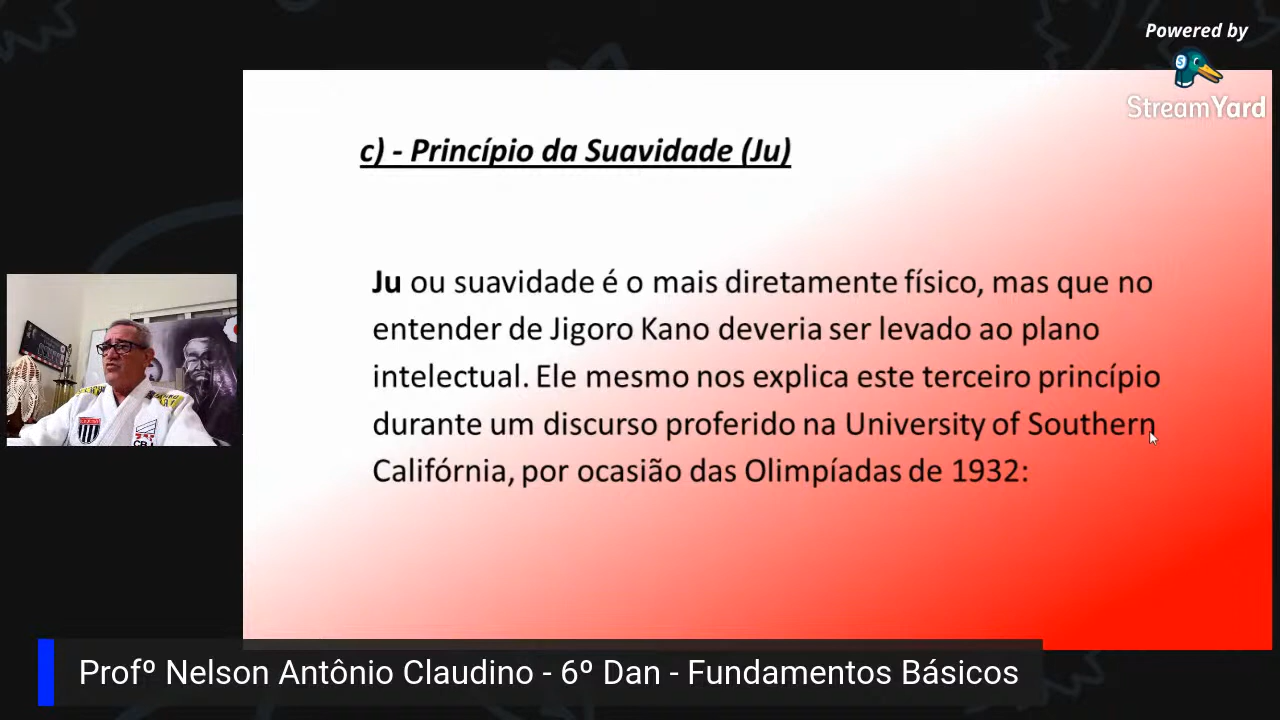 Powered by
StreamYard
c) - Princípio da Suavidade (Ju)
Ju ou suavidade é o mais diretamente físico, mas que no
entender de Jigoro Kano deveria ser levado ao plano
intelectual. Ele mesmo nos explica este terceiro princípio
durante um discurso proferido na University of Southern
Califórnia, por ocasião das Olimpíadas de 1932:
Profº Nelson Antônio Claudino - 6º Dan - Fundamentos Básicos